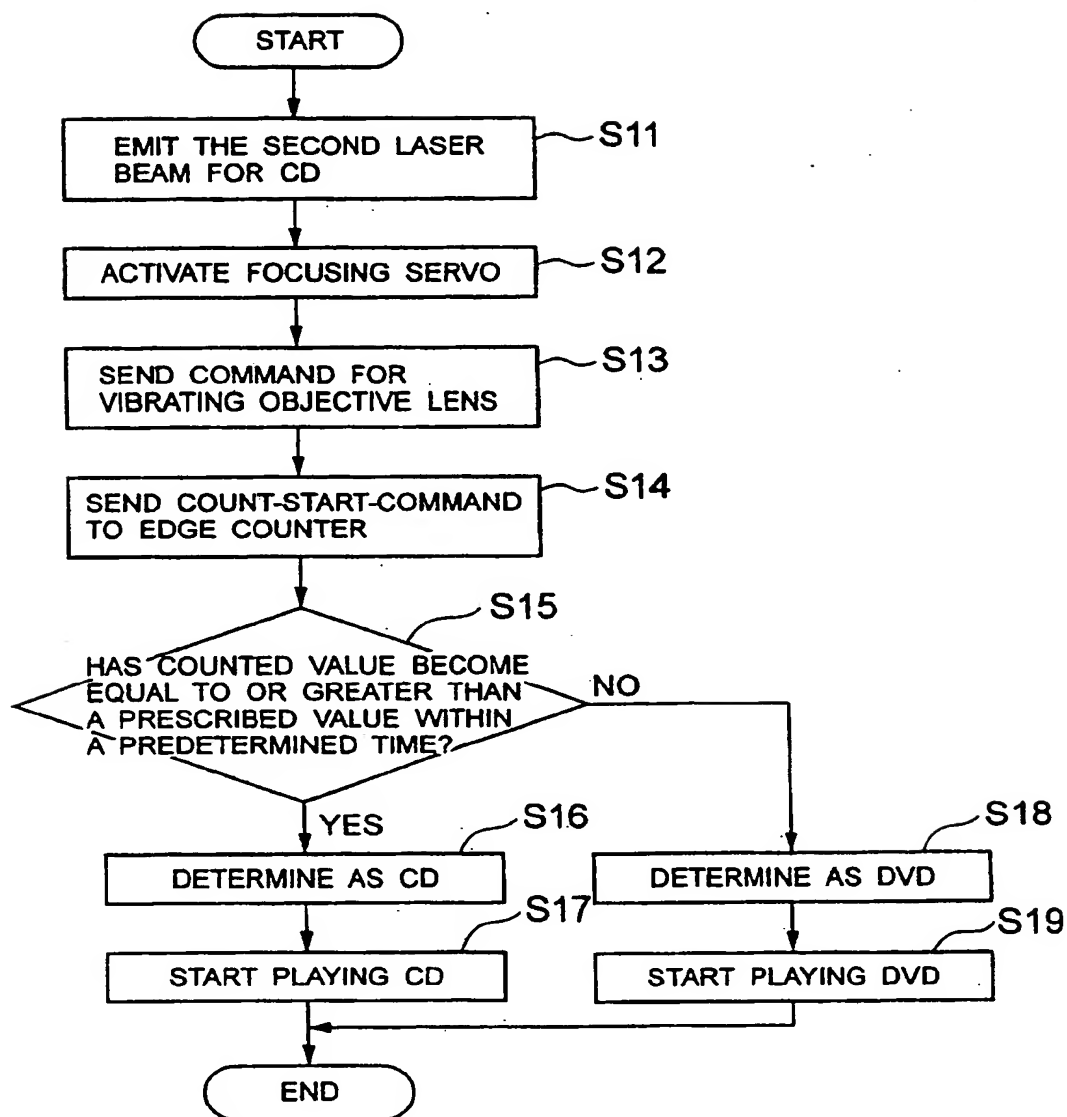 START
EMIT THE SECOND LASER
BEAM FOR CD
S11
ACTIVATE FOCUSING SERVO
S12
SEND COMMAND FOR
VIBRATING OBJECTIVE LENS
S13
SEND COUNT-START-COMMAND
TO EDGE COUNTER
S14
S15
HAS COUNTED VALUE BECOME
EQUAL TO OR GREATER THAN
A PRESCRIBED VALUE WITHIN
A PREDETERMINED TIME?
NO
YES
S16
DETERMINE AS CD
S18
DETERMINE AS DVD
S17
START PLAYING CD
S19
START PLAYING DVD
END